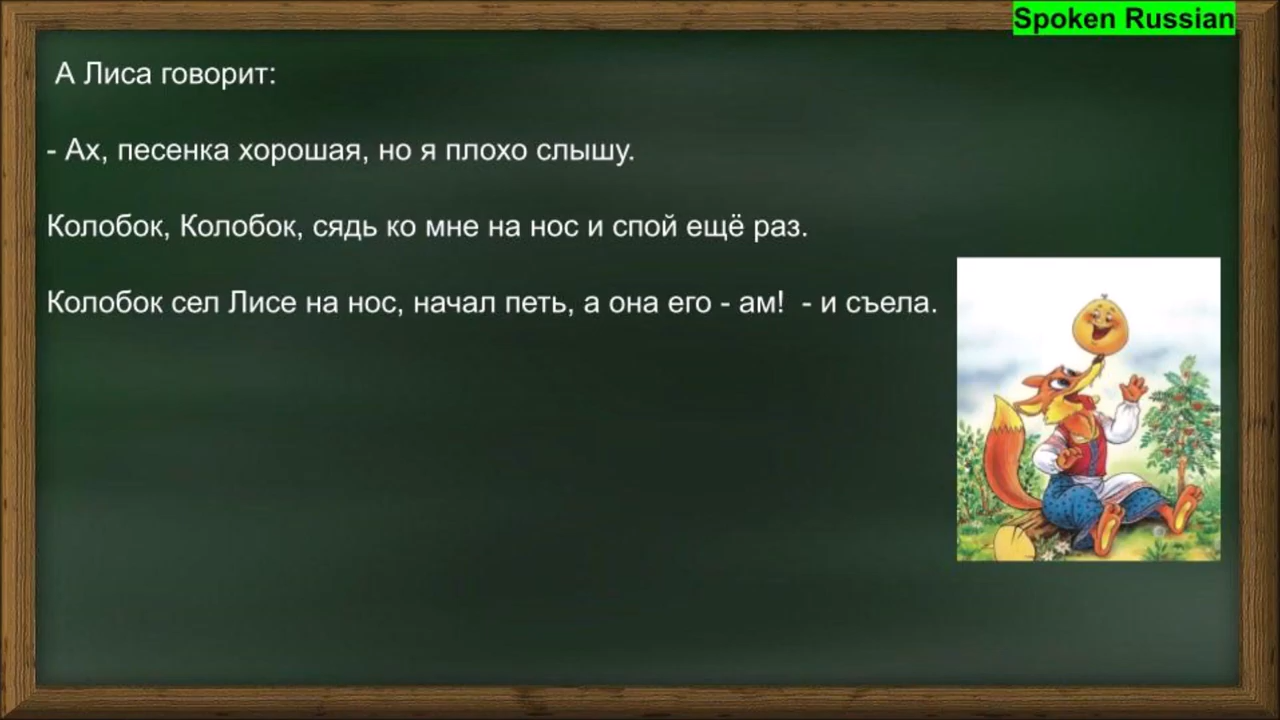 Spoken Russian
А Лиса говорит:
- Ах, песенка хорошая, но я плохо слышу.
Колобок, Колобок, сядь ко мне на нос и спой ещё раз.
Колобок сел Лисе на нос, начал петь, а она его - ам!  - и съела.